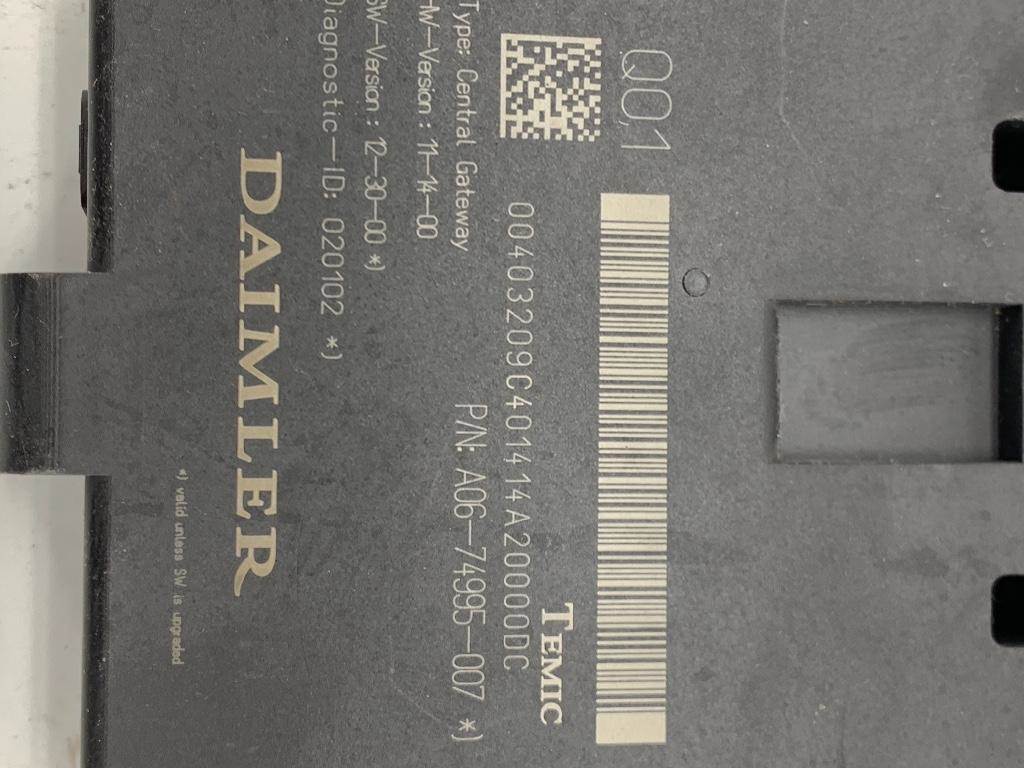 Q01
TEMIC
00403209C401414A200000DC
Type: Central Gateway
P/N: A06-74995-007 *)
HW-Version : 11-14-00
SW-Version : 12-30-00 *)
Diagnostic-ID: 020102 *)
DAIMLER
*) valid unless SW is upgraded